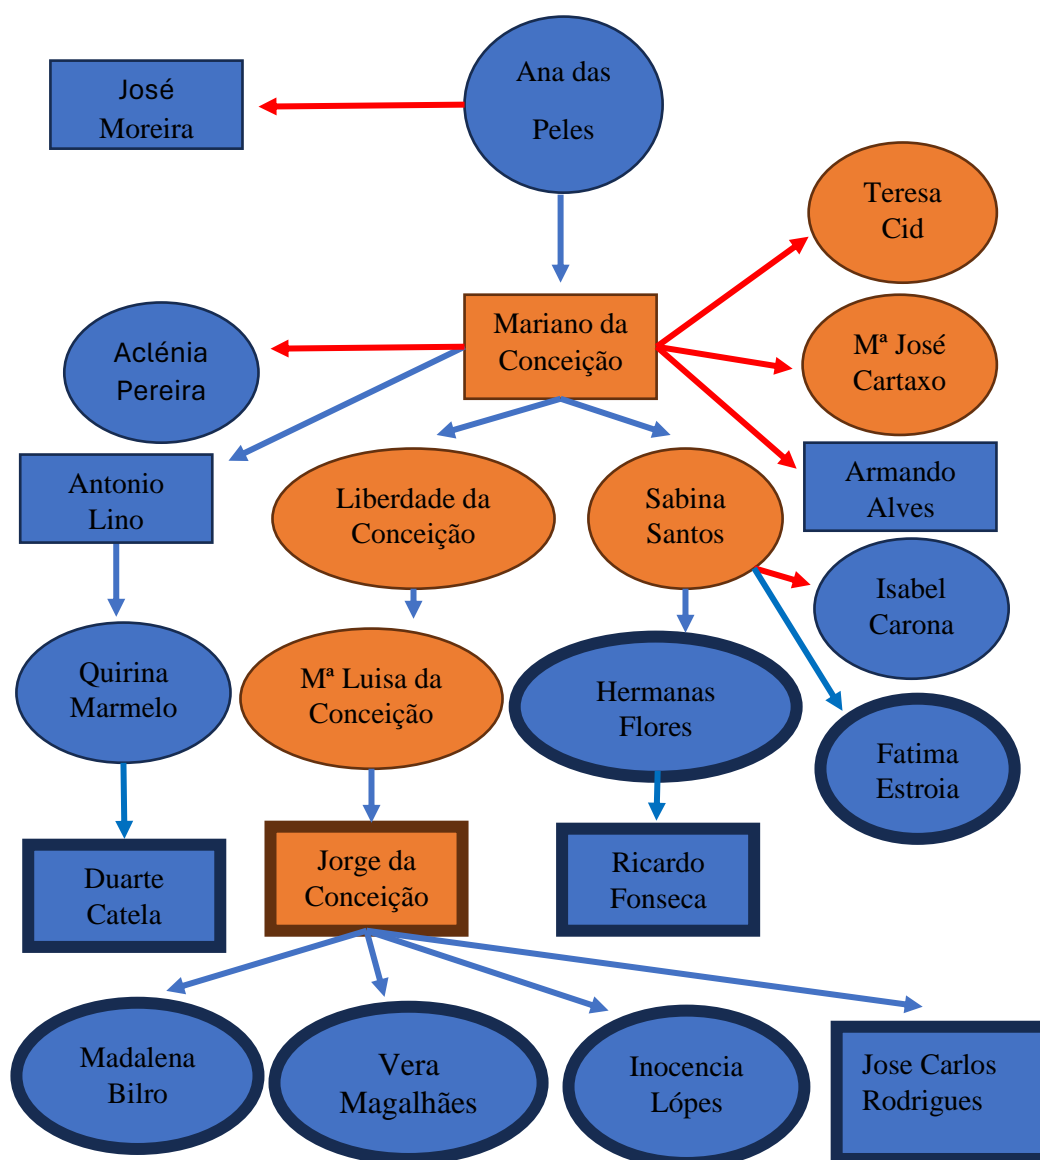 José
Moreira
Ana das
Peles
Teresa
Cid
Mariano da
Conceição
Aclénia
Pereira
Mª José
Cartaxo
Antonio
Lino
Liberdade da
Conceição
Sabina
Santos
Armando
Alves
Isabel
Carona
Quirina
Marmelo
Mª Luisa da
Conceição
Hermanas
Flores
Fatima
Estroia
Duarte
Catela
Jorge da
Conceição
Ricardo
Fonseca
Madalena
Bilro
Vera
Magalhães
Inocencia
Lópes
Jose Carlos
Rodrigues